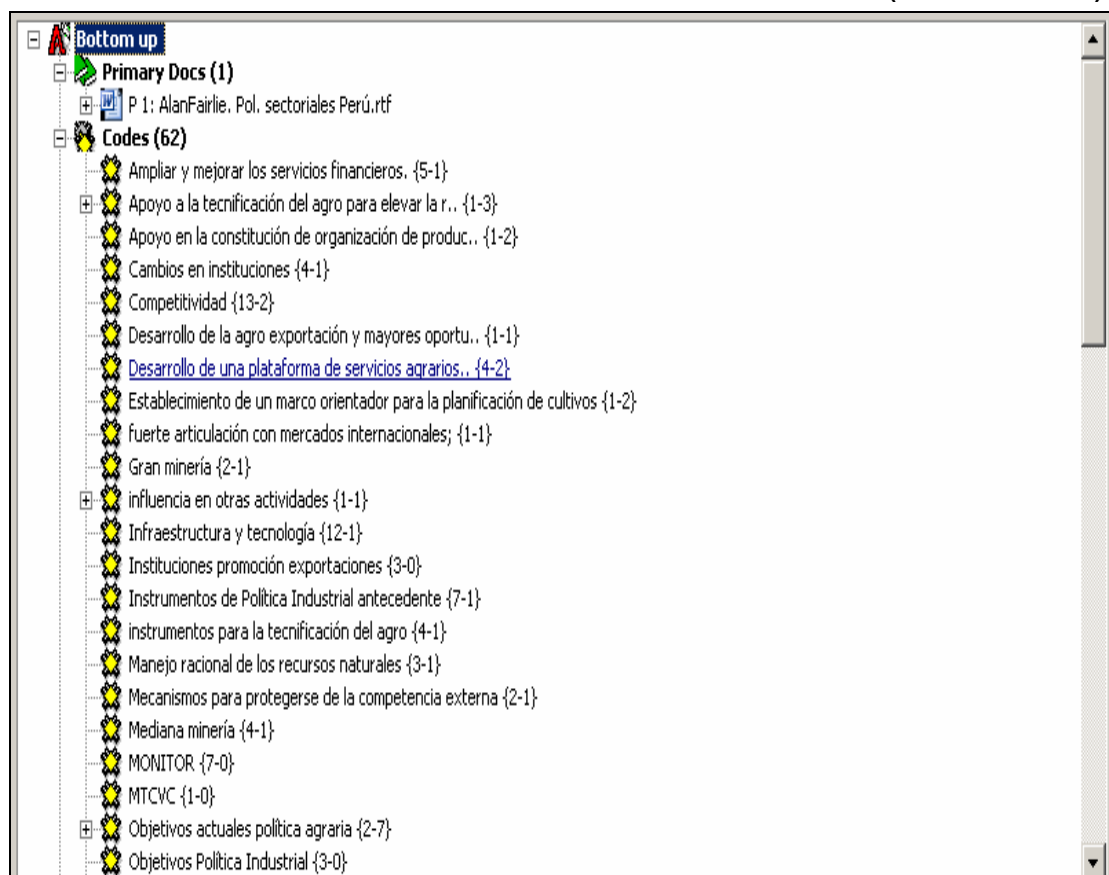 Bottom up
Primary Docs (1)
P 1: AlanFairlie. Pol. sectoriales Perú.rtf
Codes (62)
Ampliar y mejorar los servicios financieros. {5-1}
Apoyo a la tecnificación del agro para elevar la r.. {1-3}
Apoyo en la constitución de organización de produc.. {1-2}
Cambios en instituciones {4-1}
Competitividad {13-2}
Desarrollo de la agro exportación y mayores oportu.. {1-1}
Desarrollo de una plataforma de servicios agrarios.. {4-2}
Establecimiento de un marco orientador para la planificación de cultivos {1-2}
fuerte articulación con mercados internacionales; {1-1}
Gran minería {2-1}
influencia en otras actividades {1-1}
Infraestructura y tecnología {12-1}
Instituciones promoción exportaciones {3-0}
Instrumentos de Política Industrial antecedente {7-1}
instrumentos para la tecnificación del agro {4-1}
Manejo racional de los recursos naturales {3-1}
Mecanismos para protegerse de la competencia externa {2-1}
Mediana minería {4-1}
MONITOR {7-0}
MTCVC {1-0}
Objetivos actuales política agraria {2-7}
Objetivos Política Industrial {3-0}